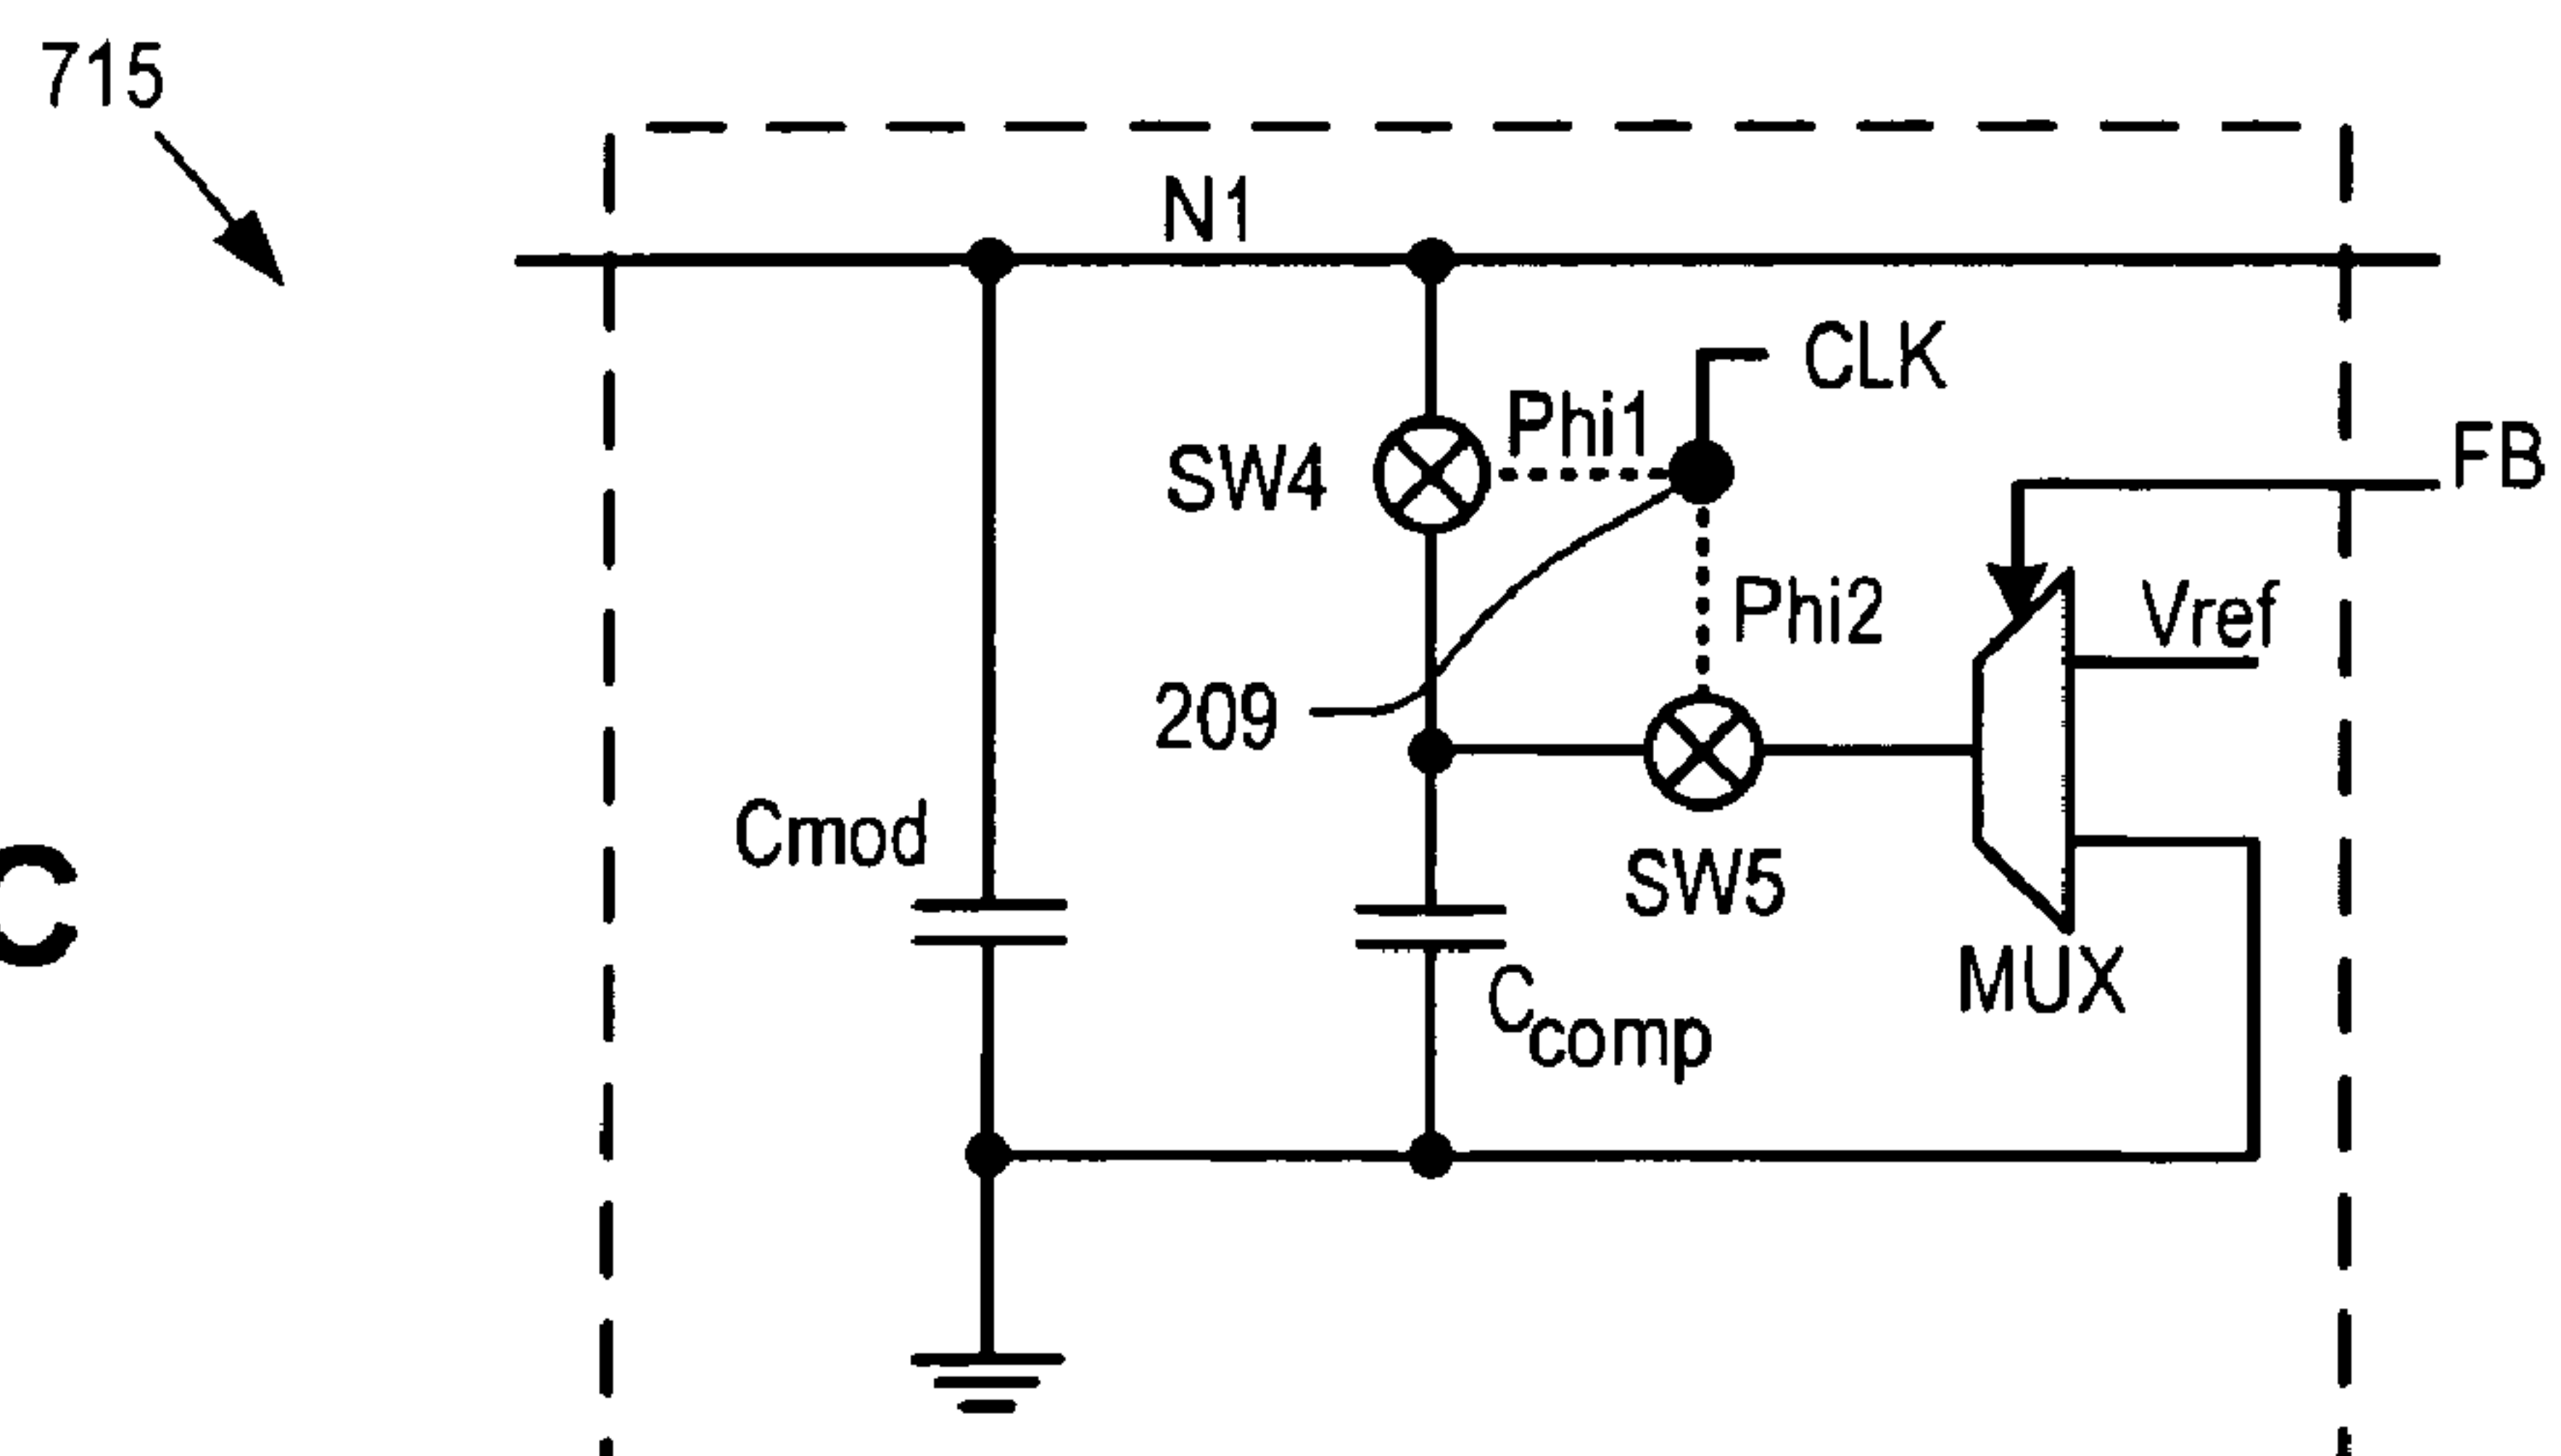 715
N1
CLK
Phi1
SW4
FB
Phi2
Vref
209
Cmod
SW5
MUX
Ccomp
C